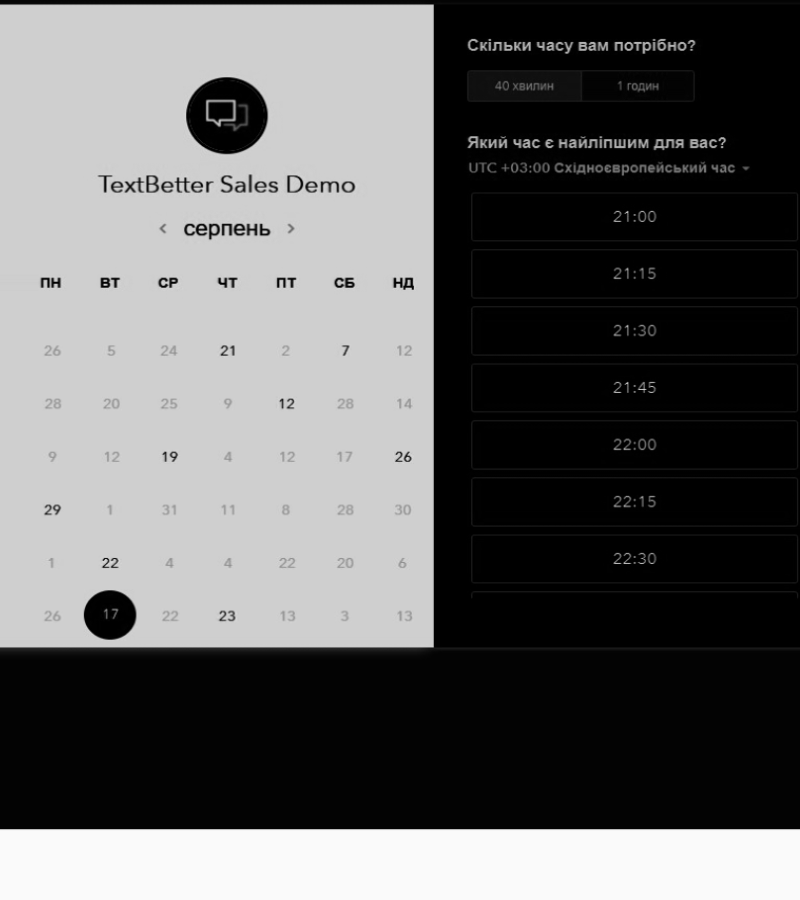 TextBetter Sales Demo
серпень
ПН ВТ СР ЧТ ПТ СБ НД
26 5 24 21 2 7 12
28 20 25 9 12 28 14
9 12 19 4 12 17 26
29 1 31 11 8 28 30
1 22 4 4 22 20 6
26 17 22 23 13 3 13
Скільки часу вам потрібно?
40 хвилин 1 годин
Який час є найліпшим для вас?
UTC +03:00 Східноєвропейський час
21:00
21:15
21:30
21:45
22:00
22:15
22:30